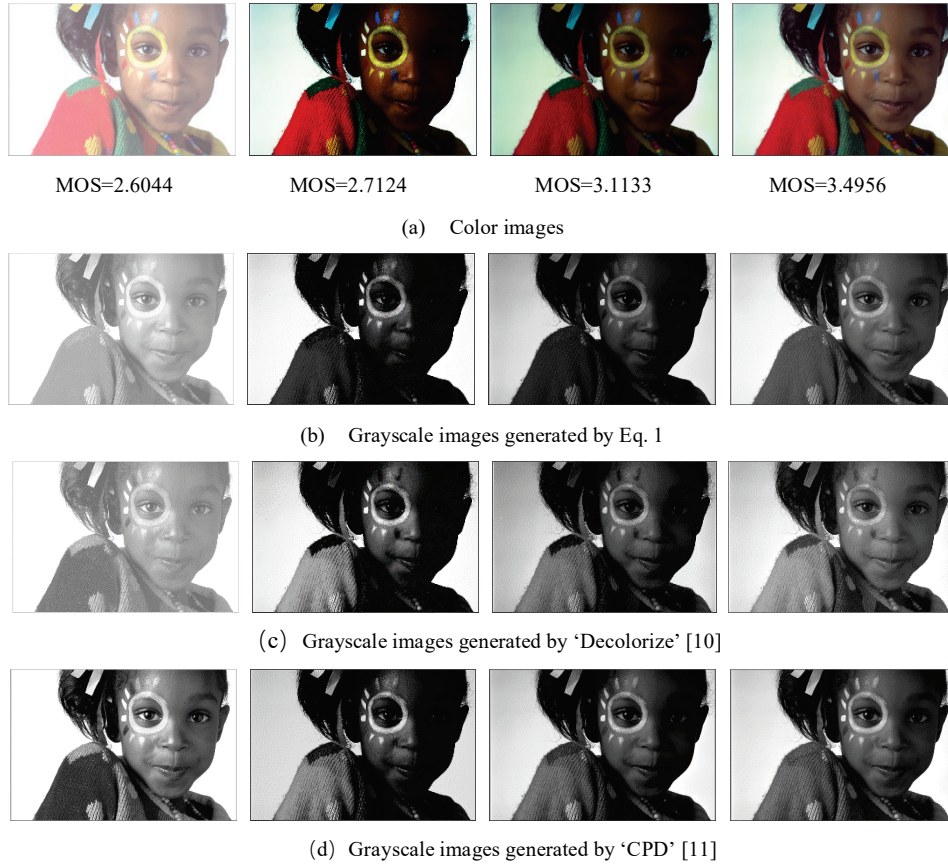 MOS=2.6044 MOS=2.7124 MOS=3.1133 MOS=3.4956
(a) Color images
(b) Grayscale images generated by Eq. 1
（c） Grayscale images generated by ‘Decolorize’ [10]
（d） Grayscale images generated by ‘CPD’ [11]